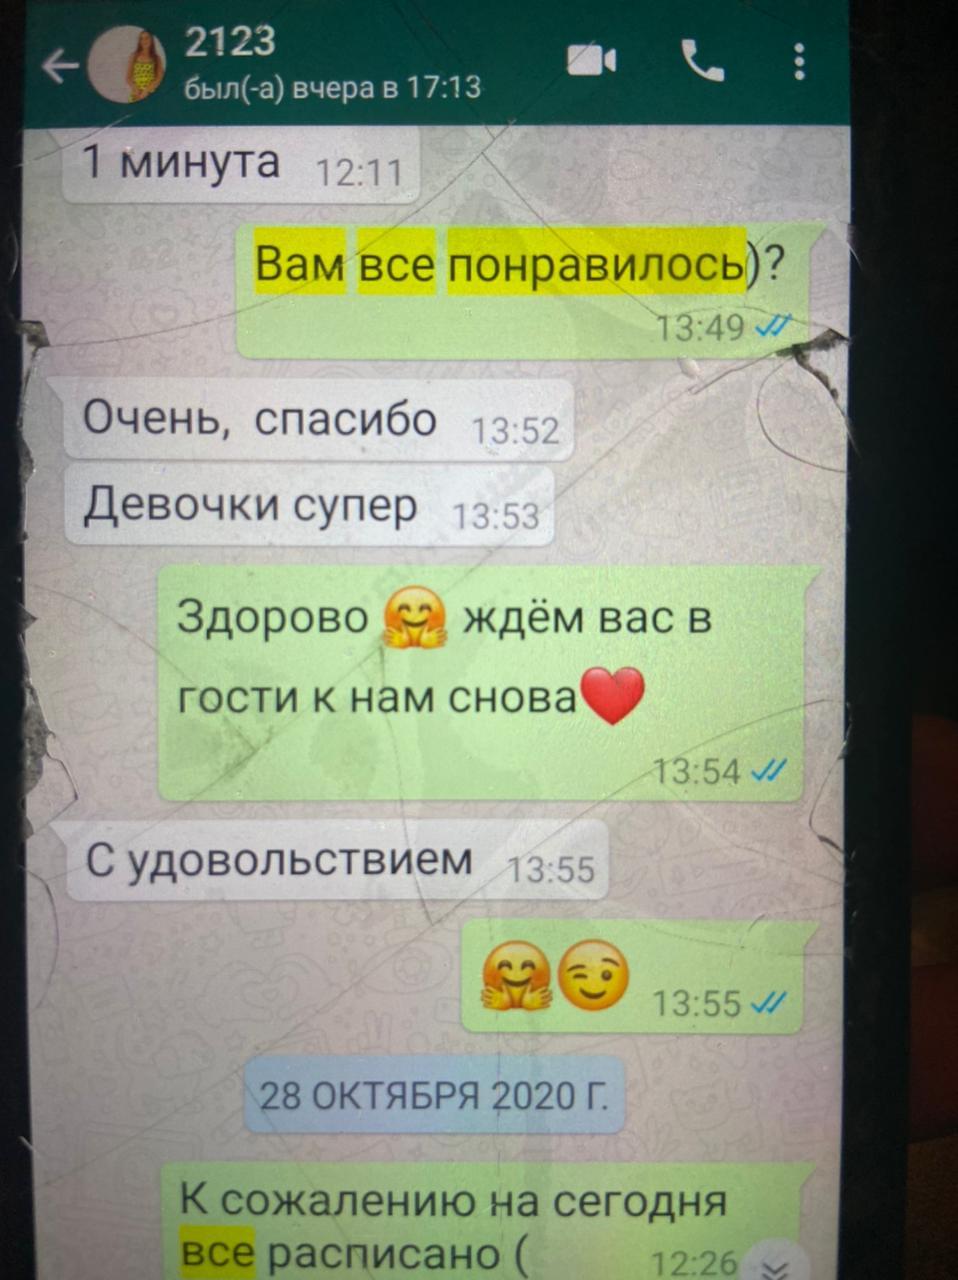 2123
был(-а) вчера в 17:13
1 минута 12:11
Вам все понравилось)?
13:49
Очень, спасибо 13:52
Девочки супер 13:53
Здорово 🤗 ждём вас в
гости к нам снова❤️
13:54
С удовольствием 13:55
🤗😉 13:55
28 ОКТЯБРЯ 2020 Г.
К сожалению на сегодня
все расписано ( 12:26